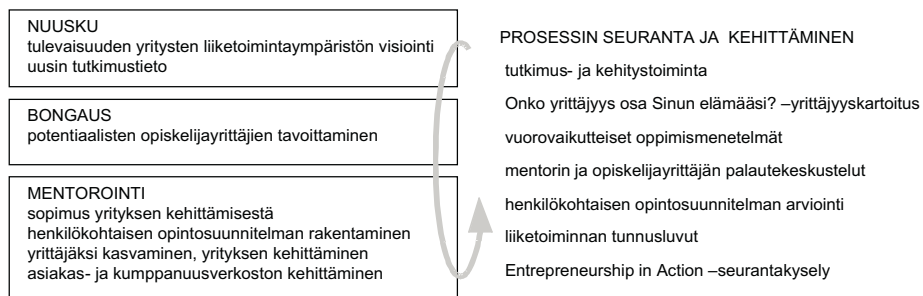 NUUSKU
tulevaisuuden yritysten liiketoimintaympäristön visiointi
uusin tutkimustieto
BONGAUS
potentiaalisten opiskelijayrittäjien tavoittaminen
MENTOROINTI
sopimus yrityksen kehittämisestä
henkilökohtaisen opintosuunnitelman rakentaminen
yrittäjäksi kasvaminen, yrityksen kehittäminen
asiakas- ja kumppanuusverkoston kehittäminen
PROSESSIN SEURANTA JA KEHITTÄMINEN
tutkimus- ja kehitystoiminta
Onko yrittäjyys osa Sinun elämääsi? –yrittäjyyskartoitus
vuorovaikutteiset oppimismenetelmät
mentorin ja opiskelijayrittäjän palautekeskustelut
henkilökohtaisen opintosuunnitelman arviointi
liiketoiminnan tunnusluvut
Entrepreneurship in Action –seurantakysely